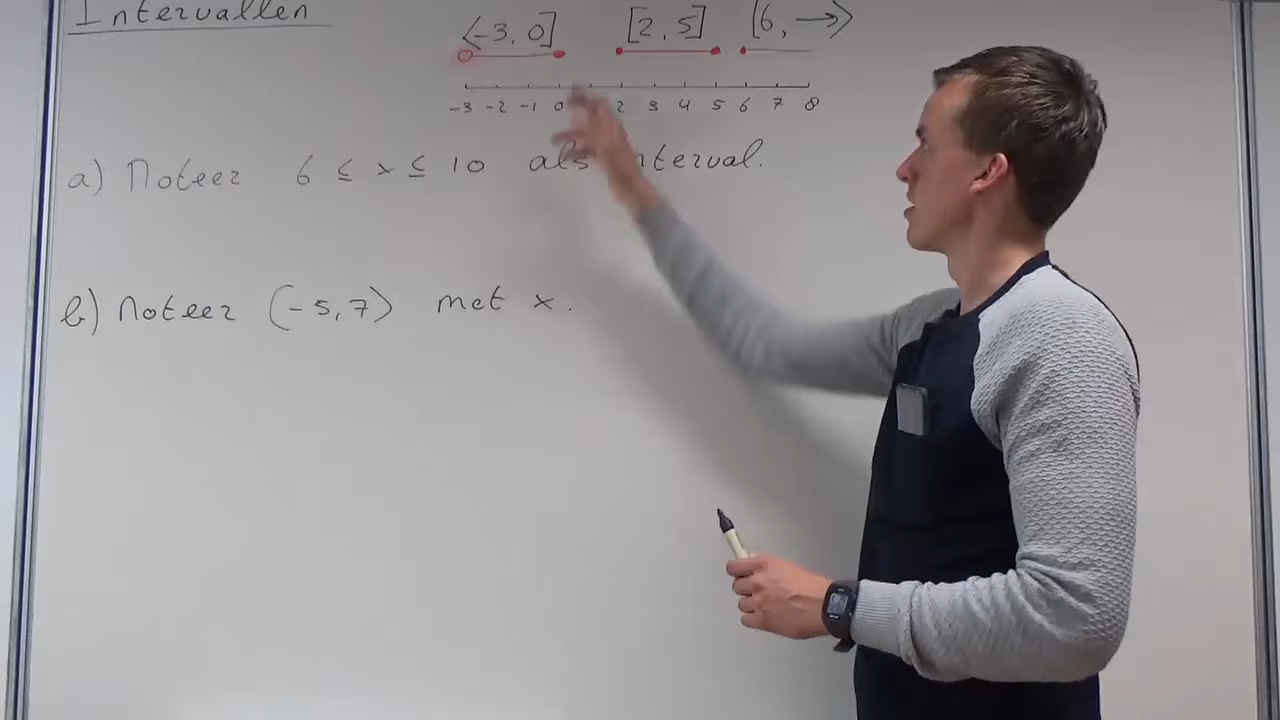 Intervallen
⟨-3, 0] [2, 5] [6, →⟩
-3 -2 -1 0 2 3 4 5 6 7 8
a) Noteer 6 ≤ x ≤ 10 als interval.
b) Noteer ⟨-5, 7⟩ met x.